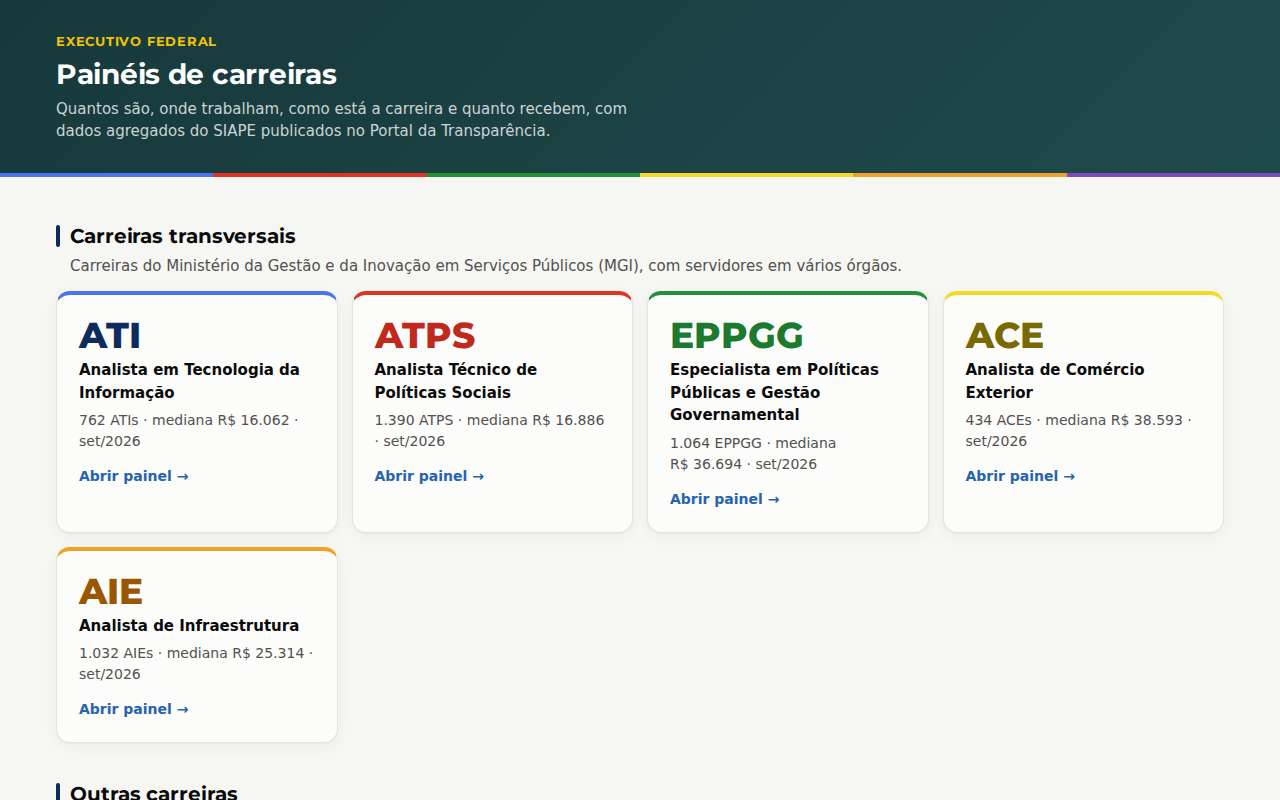 EXECUTIVO FEDERAL
Painéis de carreiras
Quantos são, onde trabalham, como está a carreira e quanto recebem, com
dados agregados do SIAPE publicados no Portal da Transparência.
Carreiras transversais
Carreiras do Ministério da Gestão e da Inovação em Serviços Públicos (MGI), com servidores em vários órgãos.
ATI
Analista em Tecnologia da
Informação
762 ATIs · mediana R$ 16.062 ·
set/2026
Abrir painel →
ATPS
Analista Técnico de
Políticas Sociais
1.390 ATPS · mediana R$ 16.886
· set/2026
Abrir painel →
EPPGG
Especialista em Políticas
Públicas e Gestão
Governamental
1.064 EPPGG · mediana
R$ 36.694 · set/2026
Abrir painel →
ACE
Analista de Comércio
Exterior
434 ACEs · mediana R$ 38.593 ·
set/2026
Abrir painel →
AIE
Analista de Infraestrutura
1.032 AIEs · mediana R$ 25.314 ·
set/2026
Abrir painel →
Outras carreiras